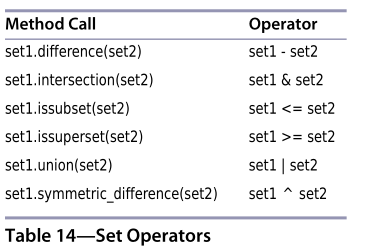 Method Call Operator
set1.difference(set2) set1 - set2
set1.intersection(set2) set1 & set2
set1.issubset(set2) set1 <= set2
set1.issuperset(set2) set1 >= set2
set1.union(set2) set1 | set2
set1.symmetric_difference(set2) set1 ^ set2
Table 14—Set Operators